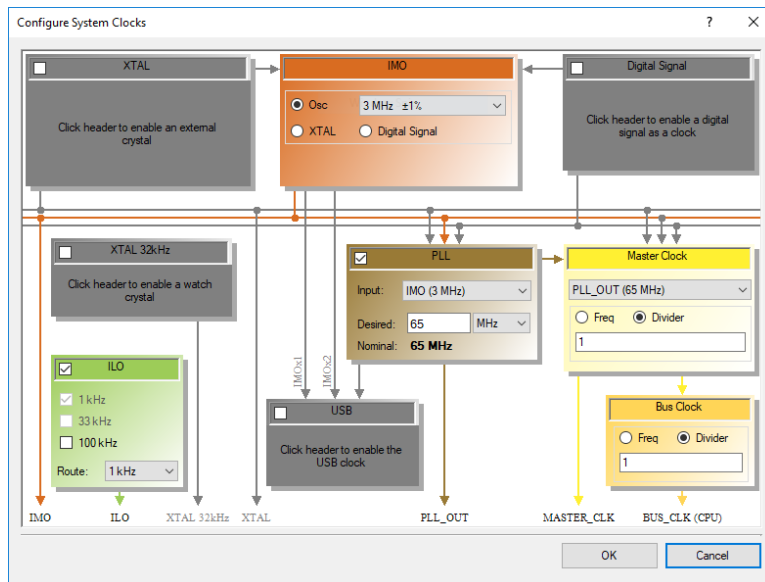 Configure System Clocks
?
XTAL
Click header to enable an external
crystal
IMO
Osc
3 MHz ±1%
XTAL
Digital Signal
Digital Signal
Click header to enable a digital
signal as a clock
XTAL 32kHz
Click header to enable a watch
crystal
PLL
Input:
IMO (3 MHz)
Desired:
65
MHz
Nominal:
65 MHz
Master Clock
PLL_OUT (65 MHz)
Freq
Divider
1
ILO
1 kHz
33 kHz
100 kHz
Route:
1 kHz
IMOx1
IMOx2
USB
Click header to enable the
USB clock
Bus Clock
Freq
Divider
1
IMO
ILO
XTAL 32kHz
XTAL
PLL_OUT
MASTER_CLK
BUS_CLK (CPU)
OK
Cancel